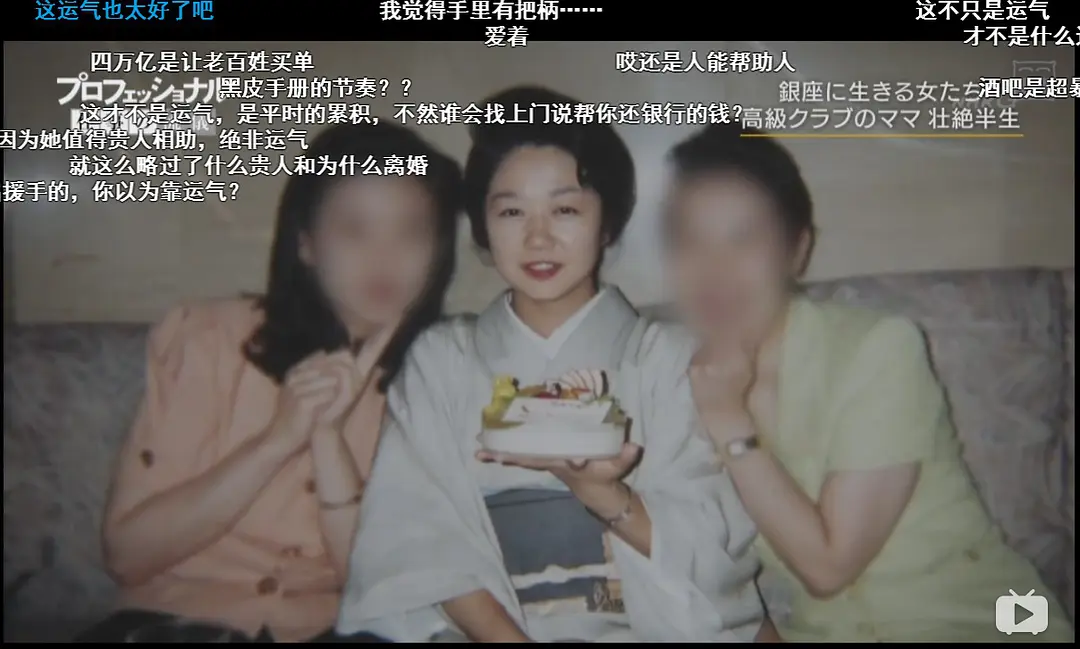 这运气也太好了吧
我觉得手里有把柄……
这不只是运气
爱着
才不是什么
四万亿是让老百姓买单
哎还是人能帮助人
プロフェッショナル
黑皮手册的节奏？？
銀座に生きる女た
酒吧是超
这才不是运气，是平时的累积，不然谁会找上门说帮你还银行的钱？
高級クラブのママ 壮絶半生
因为她值得贵人相助，绝非运气
就这么略过了什么贵人和为什么离婚
援手的，你以为靠运气？